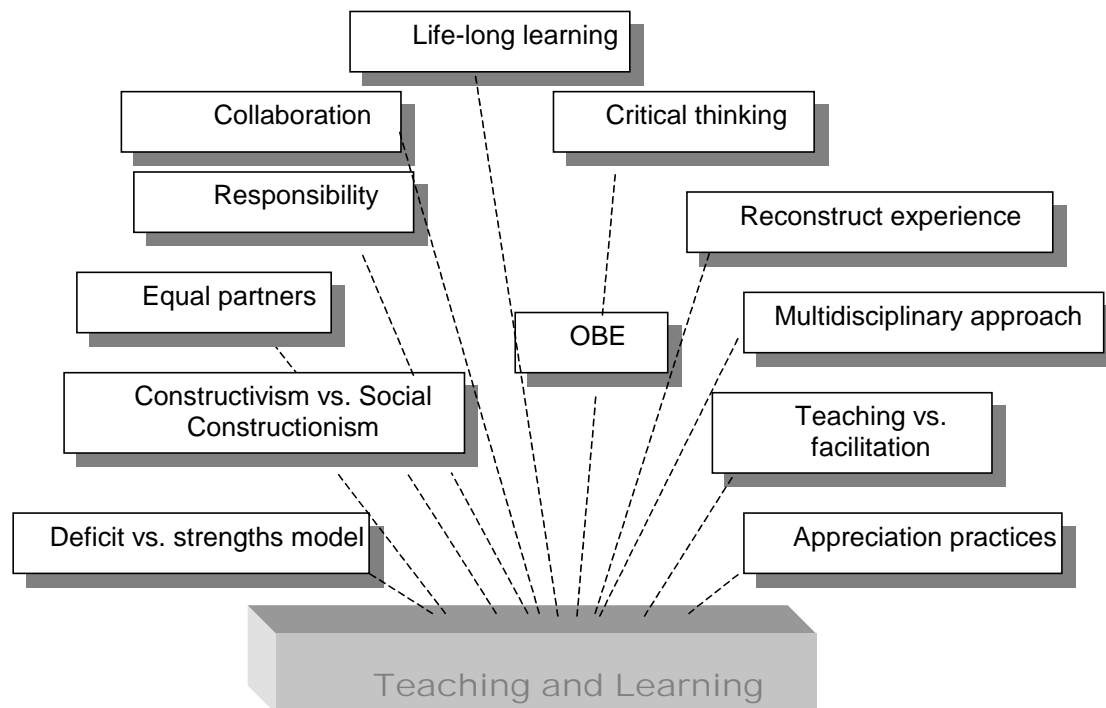 Life-long learning
Collaboration
Critical thinking
Responsibility
Reconstruct experience
Equal partners
Multidisciplinary approach
OBE
Constructivism vs. Social
Constructionism
Teaching vs.
facilitation
Deficit vs. strengths model
Appreciation practices
Teaching and Learning